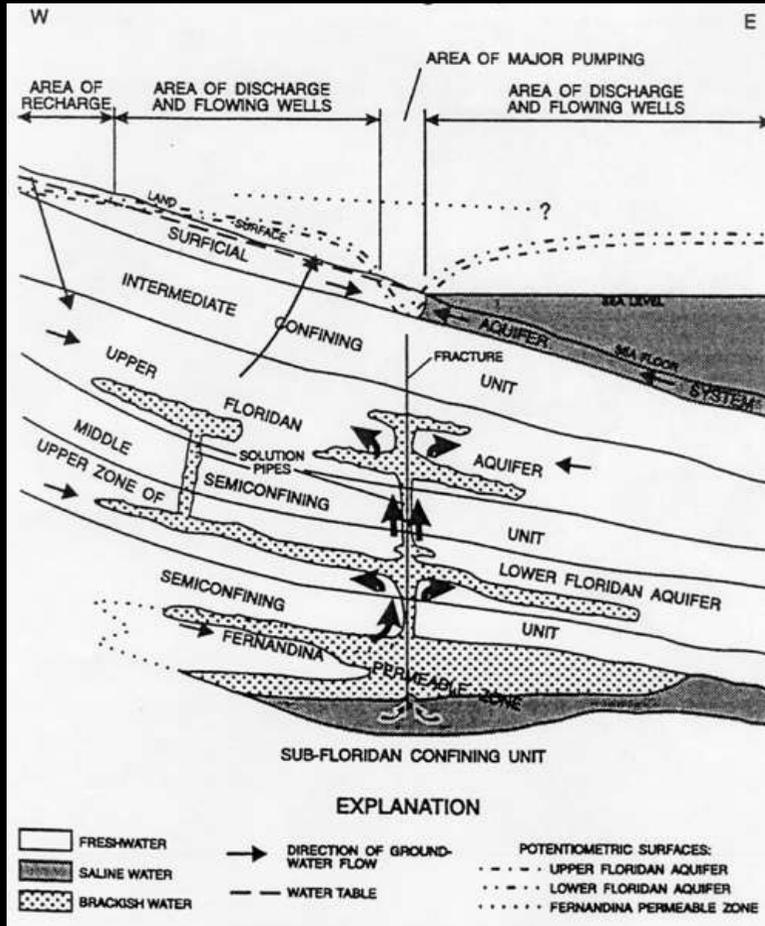 W
E
AREA OF MAJOR PUMPING
AREA OF
RECHARGE
AREA OF DISCHARGE
AND FLOWING WELLS
AREA OF DISCHARGE
AND FLOWING WELLS
LAND
SURFACE
?
SURFICIAL
AQUIFER
SYSTEM
SEA LEVEL
SEA FLOOR
INTERMEDIATE
CONFINING
UNIT
FRACTURE
UPPER
FLORIDAN
AQUIFER
SOLUTION
PIPES
MIDDLE
SEMICONFINING
UNIT
UPPER ZONE OF
LOWER FLORIDAN AQUIFER
SEMICONFINING
UNIT
FERNANDINA
PERMEABLE ZONE
SUB-FLORIDAN CONFINING UNIT
EXPLANATION
FRESHWATER
SALINE WATER
BRACKISH WATER
DIRECTION OF GROUND-
WATER FLOW
WATER TABLE
POTENTIOMETRIC SURFACES:
UPPER FLORIDAN AQUIFER
LOWER FLORIDAN AQUIFER
FERNANDINA PERMEABLE ZONE